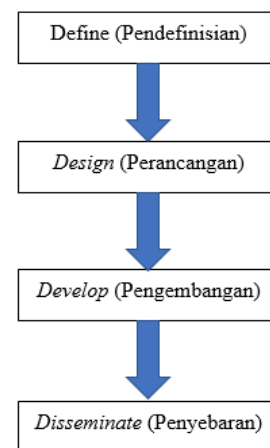 Define (Pendefinisian)
Design (Perancangan)
Develop (Pengembangan)
Disseminate (Penyebaran)